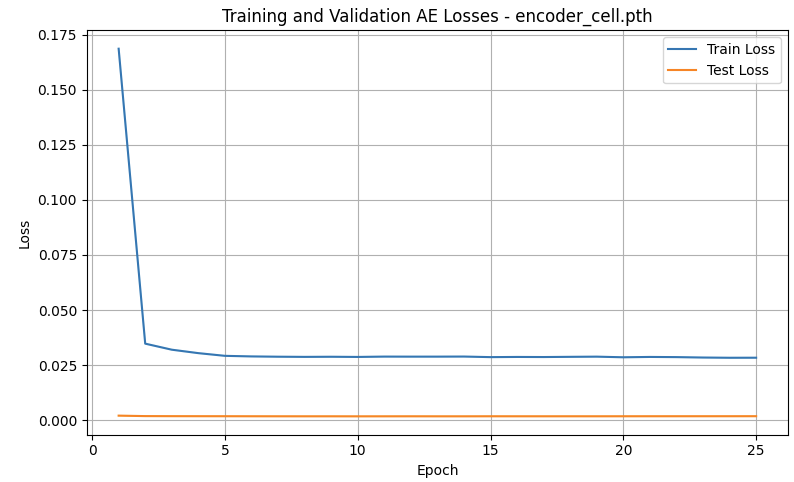 Training and Validation AE Losses - encoder_cell.pth
Train Loss
Test Loss
0.175
0.150
0.125
0.100
0.075
0.050
0.025
0.000
Loss
0
5
10
15
20
25
Epoch